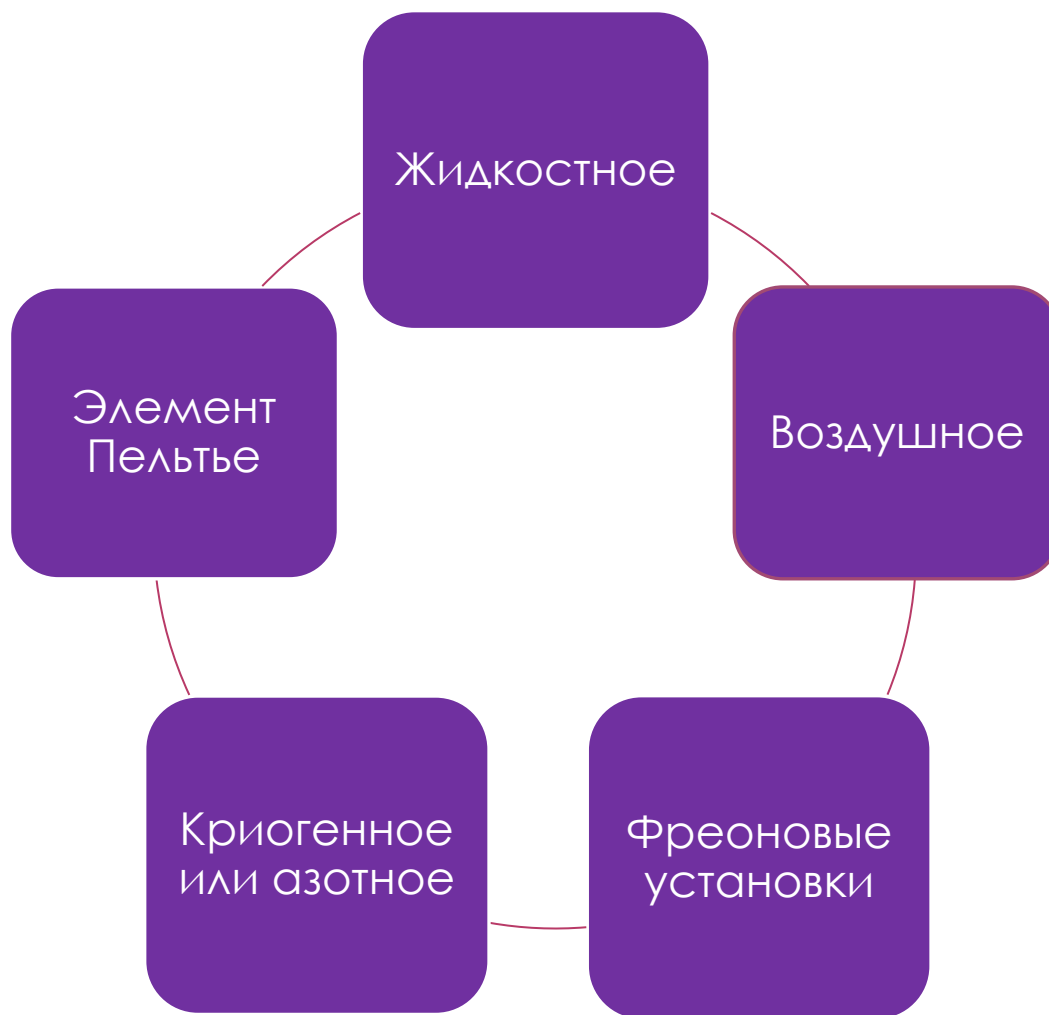 Жидкостное
Воздушное
Фреоновые
установки
Криогенное
или азотное
Элемент
Пельтье